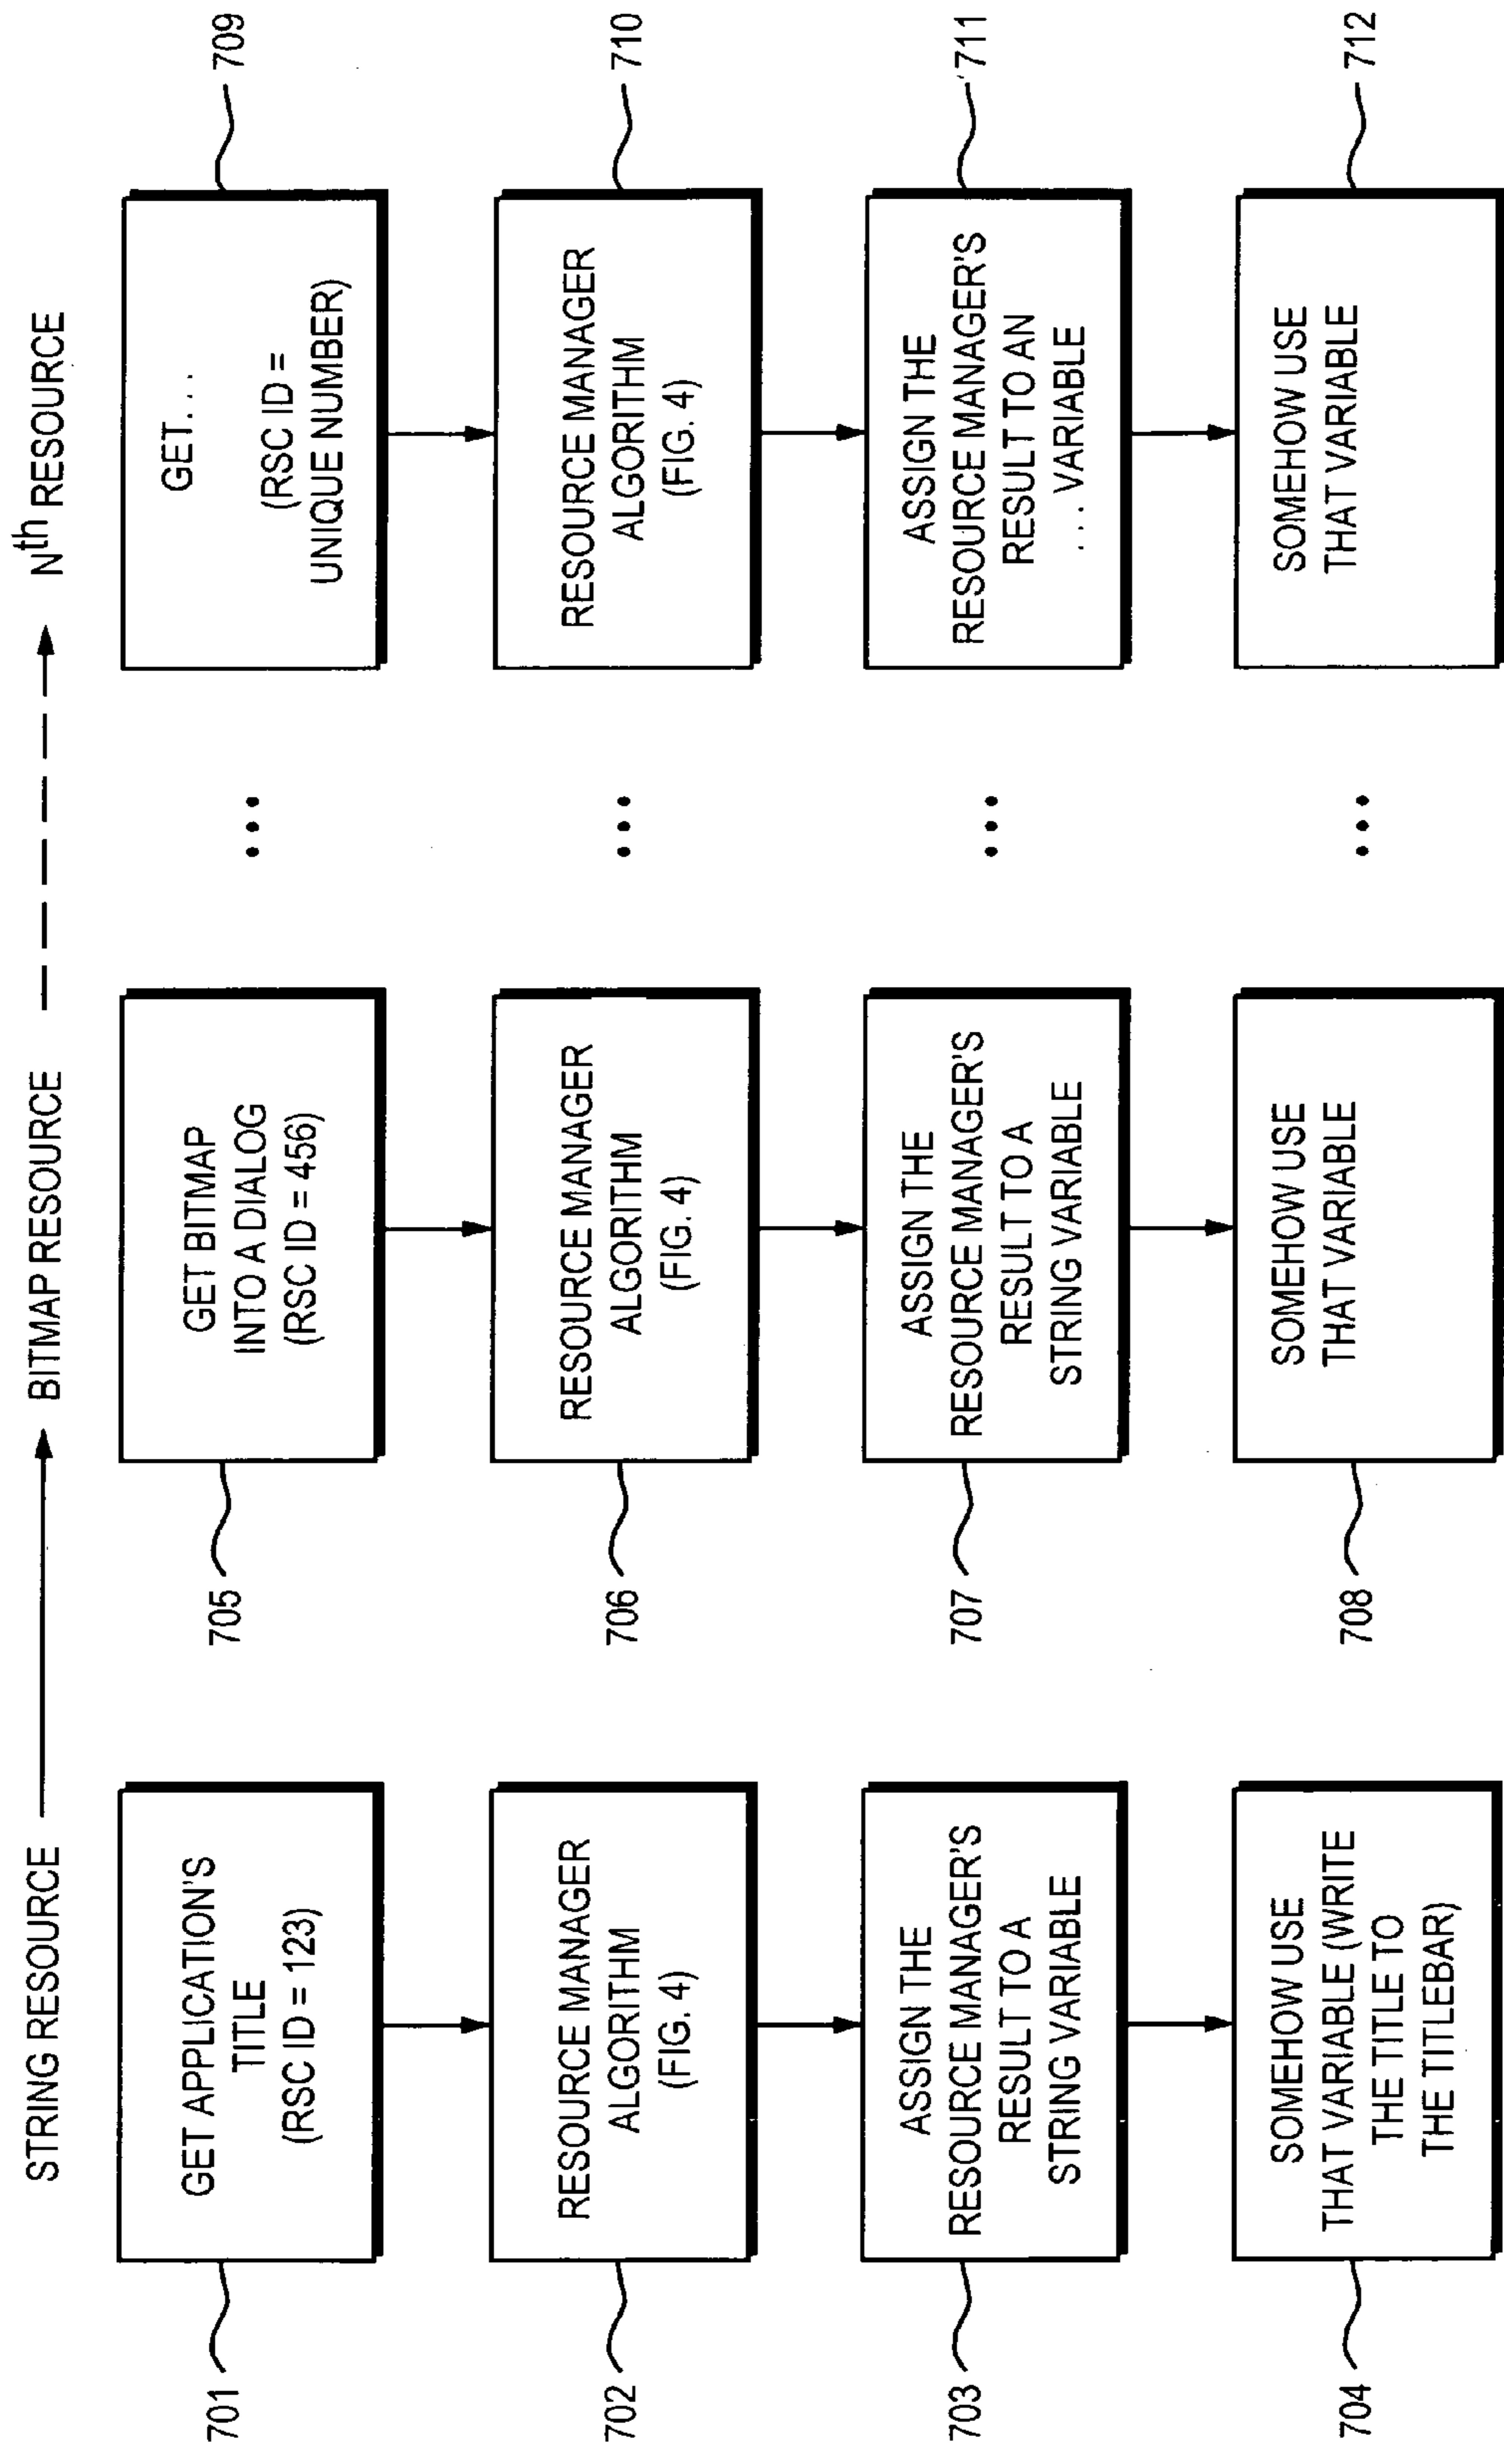 STRING RESOURCE
BITMAP RESOURCE
Nth RESOURCE
701
GET APPLICATION'S
TITLE
(RSC ID = 123)
702
RESOURCE MANAGER
ALGORITHM
(FIG. 4)
703
ASSIGN THE
RESOURCE MANAGER'S
RESULT TO A
STRING VARIABLE
704
SOMEHOW USE
THAT VARIABLE (WRITE
THE TITLE TO
THE TITLEBAR)
705
GET BITMAP
INTO A DIALOG
(RSC ID = 456)
706
RESOURCE MANAGER
ALGORITHM
(FIG. 4)
707
ASSIGN THE
RESOURCE MANAGER'S
RESULT TO A
STRING VARIABLE
708
SOMEHOW USE
THAT VARIABLE
...
...
...
...
709
GET...
(RSC ID =
UNIQUE NUMBER)
710
RESOURCE MANAGER
ALGORITHM
(FIG. 4)
711
ASSIGN THE
RESOURCE MANAGER'S
RESULT TO AN
... VARIABLE
712
SOMEHOW USE
THAT VARIABLE